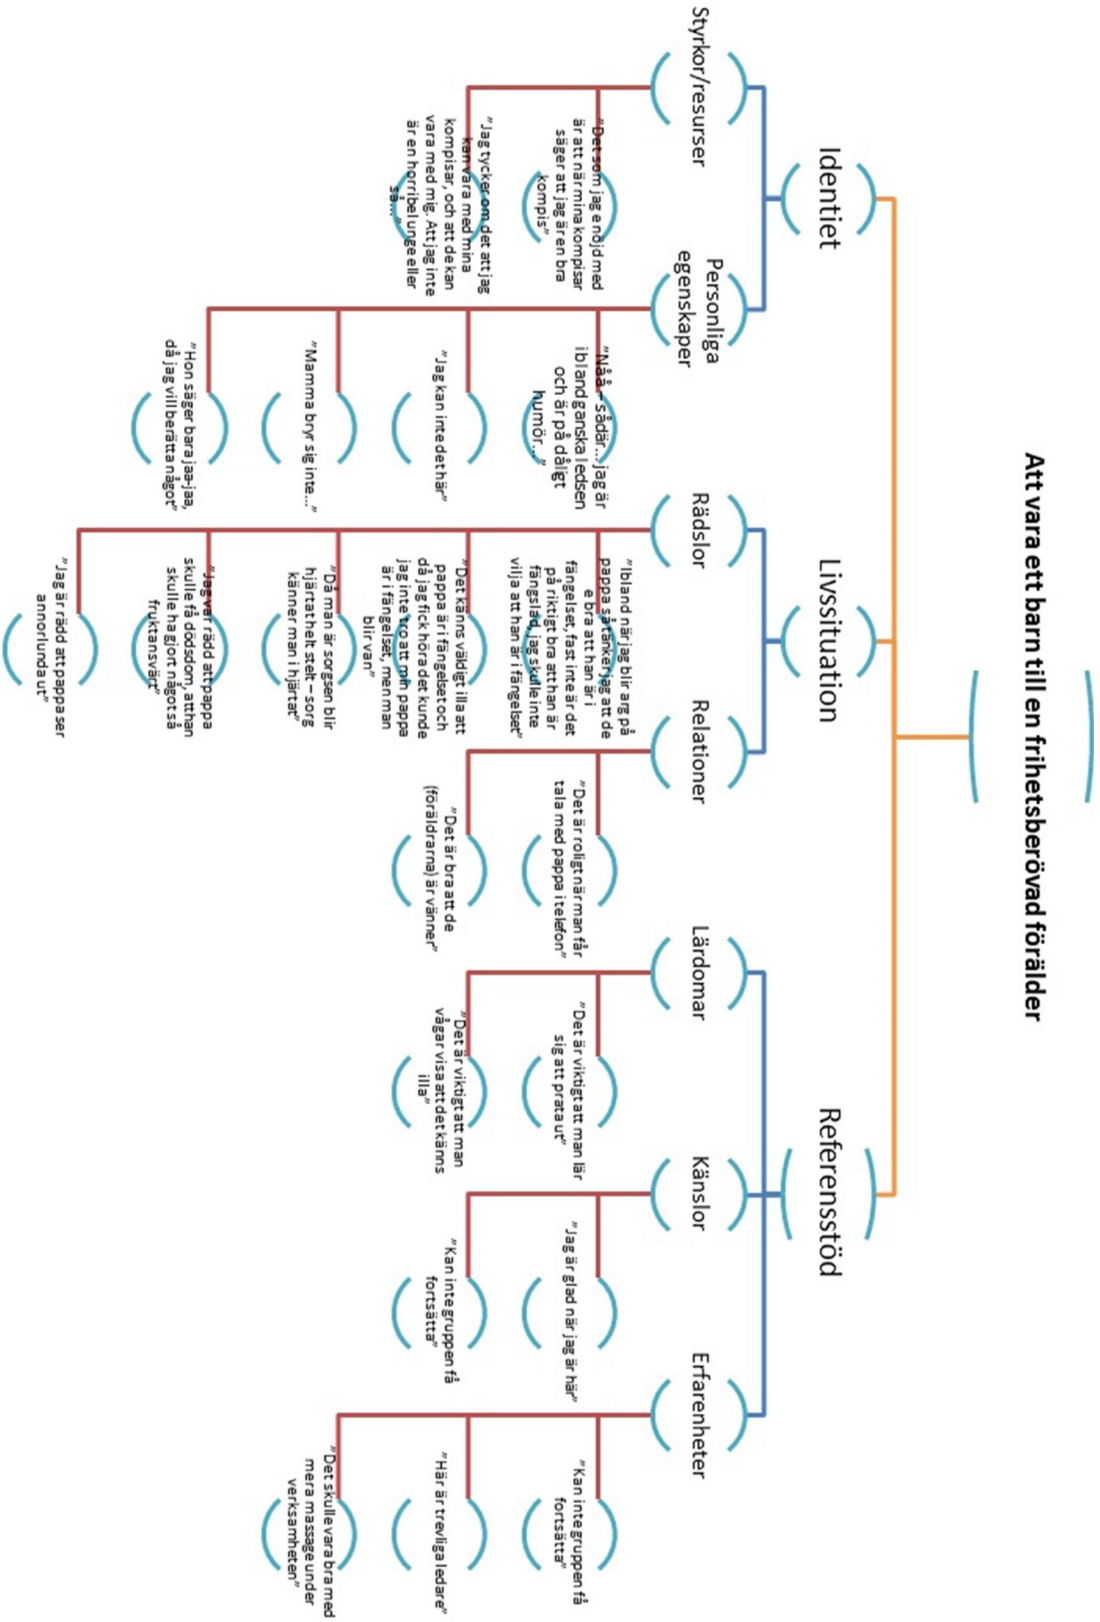 Att vara ett barn till en frihetsberövad förälder
Identiet
Livssituation
Referensstöd
Styrkor/resurser
Personliga
egenskaper
Rädslor
Relationer
Lärdomar
Känslor
Erfarenheter
"Det som jag e nöjd med
är att när mina kompisar
säger att jag är en bra
kompis"
"Jag tycker om det att jag
kan vara med mina
kompisar, och att de kan
vara med mig. Att jag inte
är en horribel unge eller
så..."
"Nåå – sådär... jag är
ibland ganska ledsen
och är på dåligt
humör..."
"Jag kan inte det här"
"Mamma bryr sig inte..."
"Hon säger bara jaa-jaa,
då jag vill berätta något"
"Ibland när jag blir arg på
pappa så tänker jag att de
e bra att han är i
fängelset, fast inte är det
på riktigt bra att han är
fängslad, jag skulle inte
vilja att han är i fängelset"
"Det känns väldigt illa att
pappa är i fängelset och
då jag fick höra det kunde
jag inte tro att min pappa
är i fängelset, men man
blir van"
"Då man är sorgsen blir
hjärtat helt stelt – sorg
känner man i hjärtat"
"Jag var rädd att pappa
skulle få dödsdom, att han
skulle ha gjort något så
fruktansvärt"
"Jag är rädd att pappa ser
annorlunda ut"
"Det är roligt när man får
tala med pappa i telefon"
"Det är bra att de
(föräldrarna) är vänner"
"Det är viktigt att man lär
sig att prata ut"
"Det är viktigt att man
vågar visa att det känns
illa"
"Jag är glad när jag är här"
"Kan inte gruppen få
fortsätta"
"Kan inte gruppen få
fortsätta"
"Här är trevliga ledare"
"Det skulle vara bra med
mera massage under
verksamheten"